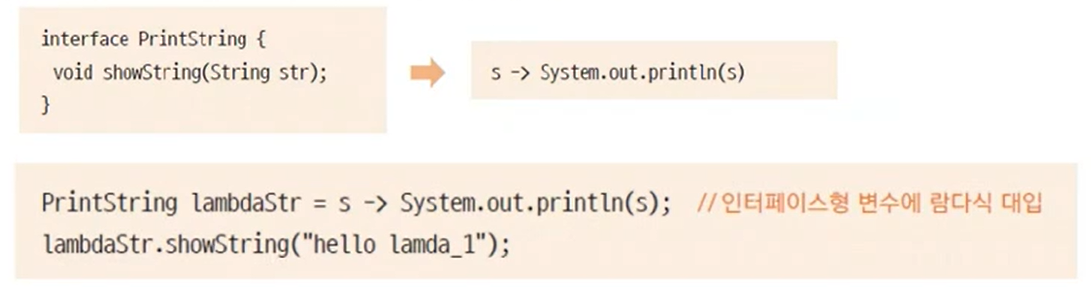 interface PrintString {
void showString(String str);
}
s -> System.out.println(s)
PrintString lambdaStr = s -> System.out.println(s); //인터페이스형 변수에 람다식 대입
lambdaStr.showString("hello lamda_1");